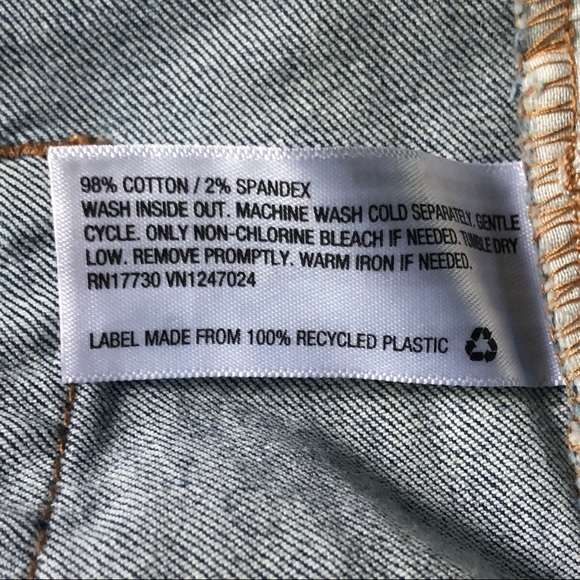 98% COTTON / 2% SPANDEX
WASH INSIDE OUT. MACHINE WASH COLD SEPARATELY. GENTLE
CYCLE. ONLY NON-CHLORINE BLEACH IF NEEDED. TUMBLE DRY
LOW. REMOVE PROMPTLY. WARM IRON IF NEEDED.
RN17730 VN1247024
LABEL MADE FROM 100% RECYCLED PLASTIC